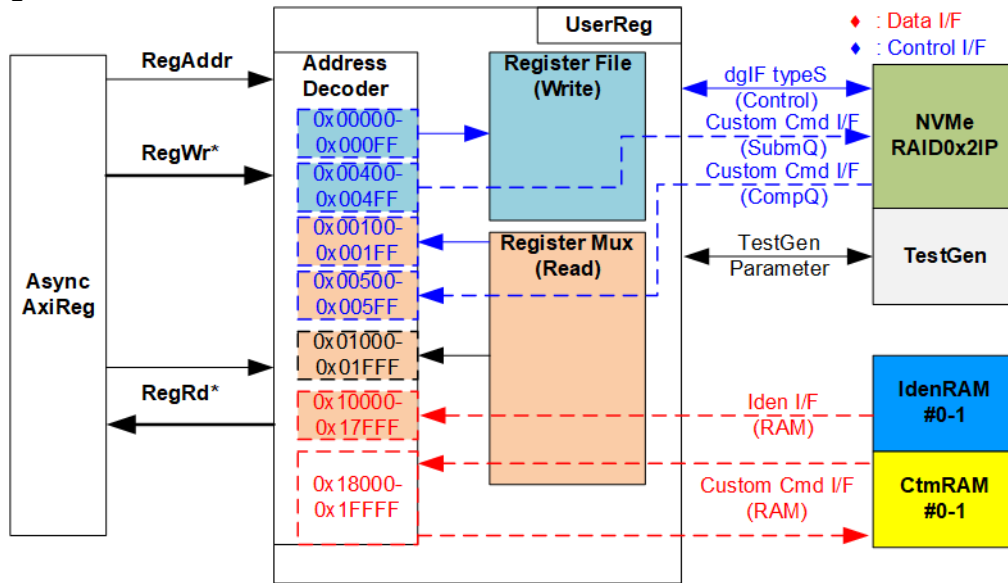 UserReg
♦ : Data I/F
♦ : Control I/F
RegAddr
RegWr*
Async
AxiReg
RegRd*
Address
Decoder
0x00000-
0x000FF
0x00400-
0x004FF
0x00100-
0x001FF
0x00500-
0x005FF
0x01000-
0x01FFF
0x10000-
0x17FFF
0x18000-
0x1FFFF
Register File
(Write)
Register Mux
(Read)
dgIF typeS
(Control)
Custom Cmd I/F
(SubmQ)
Custom Cmd I/F
(CompQ)
TestGen
Parameter
Iden I/F
(RAM)
Custom Cmd I/F
(RAM)
NVMe
RAID0x2IP
TestGen
IdenRAM
#0-1
CtmRAM
#0-1